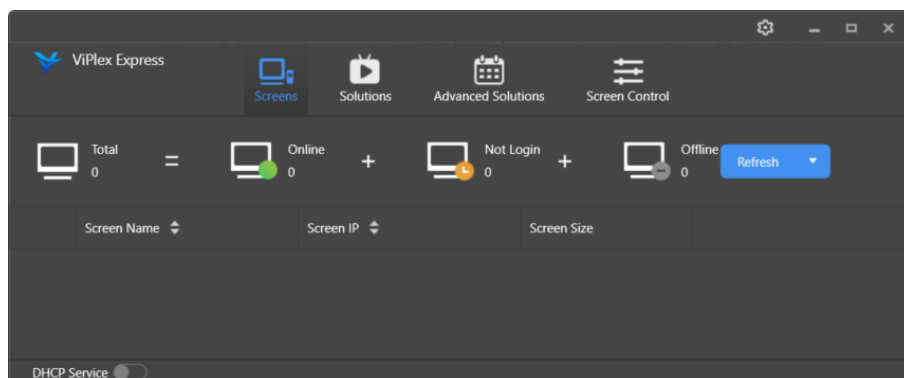 ViPlex Express
Screens
Solutions
Advanced Solutions
Screen Control
Total
0
=
Online
0
+
Not Login
0
+
Offline
0
Refresh
Screen Name
Screen IP
Screen Size
DHCP Service